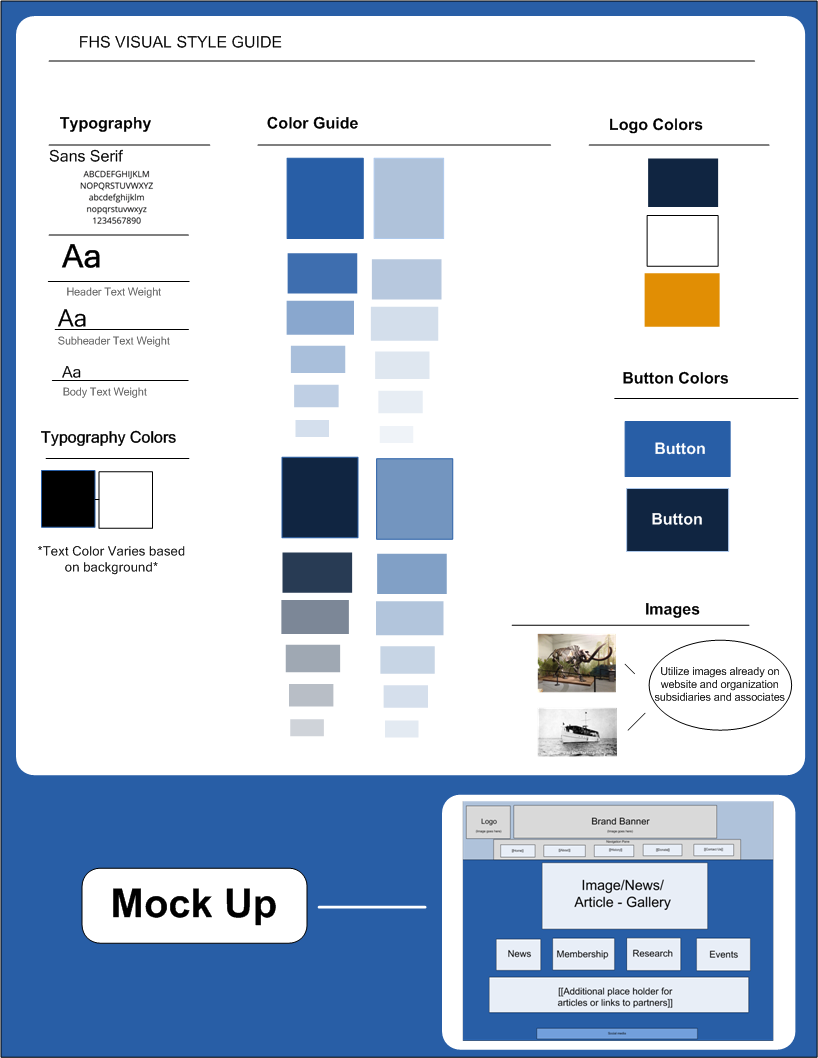 FHS VISUAL STYLE GUIDE
Typography
Sans Serif
ABCDEFGHIJKLM
NOPQRSTUVWXYZ
abcdefghijklm
nopqrstuvwxyz
1234567890
Aa
Header Text Weight
Aa
Subheader Text Weight
Aa
Body Text Weight
Typography Colors
*Text Color Varies based
on background*
Color Guide
Logo Colors
Button Colors
Button
Button
Images
Utilize images already on
website and organization
subsidiaries and associates
Mock Up
Logo
(Image goes here)
Brand Banner
(Image goes here)
Navigation Pane
[[Home]]
[[About]]
[[History]]
[[Donate]]
[[Contact Us]]
Image/News/
Article - Gallery
News
Membership
Research
Events
[[Additional place holder for
articles or links to partners]]
Social media